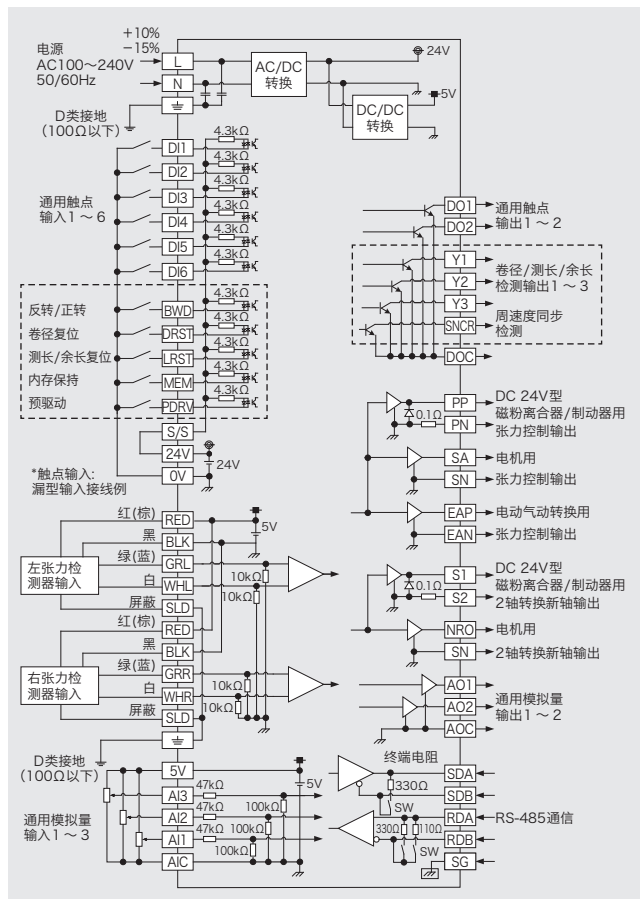 +10%
电源 −15%
AC100～240V
50/60Hz
L
N
AC/DC
转换
24V
5V
DC/DC
转换
D类接地
（100Ω以下）
4.3kΩ
DI1
4.3kΩ
DI2
4.3kΩ
DI3
4.3kΩ
DI4
4.3kΩ
DI5
4.3kΩ
DI6
通用触点
输入1～6
4.3kΩ
反转/正转 BWD
4.3kΩ
卷径复位 DRST
4.3kΩ
测长/余长复位 LRST
4.3kΩ
内存保持 MEM
4.3kΩ
预驱动 PDRV
S/S
24V
24V
0V
*触点输入:
漏型输入接线例
DO1 通用触点
DO2 输出1～2
Y1
Y2
Y3
卷径/测长/余长
检测输出1～3
SNCR
周速度同步
检测
DOC
PP
PN
0.1Ω
DC 24V型
磁粉离合器/制动器用
张力控制输出
SA 电机用
SN 张力控制输出
EAP 电动气动转换用
EAN 张力控制输出
S1
S2
0.1Ω
DC 24V型
磁粉离合器/制动器用
2轴转换新轴输出
NRO 电机用
SN 2轴转换新轴输出
AO1
AO2
AOC
通用模拟量
输出1～2
左张力检
测器输入
红(棕) RED
5V
黑 BLK
绿(蓝) GRL
白 WHL
10kΩ
10kΩ
屏蔽 SLD
右张力检
测器输入
红(棕) RED
黑 BLK
绿(蓝) GRR
白 WHR
10kΩ
10kΩ
屏蔽 SLD
D类接地
（100Ω以下）
5V
5V
AI3 47kΩ
AI2 47kΩ
AI1 47kΩ
AIC
100kΩ
100kΩ
100kΩ
通用模拟量
输入1～3
终端电阻
330Ω
SW
330Ω
110Ω
SW
SDA
SDB
RDA
RDB
SG
RS-485通信